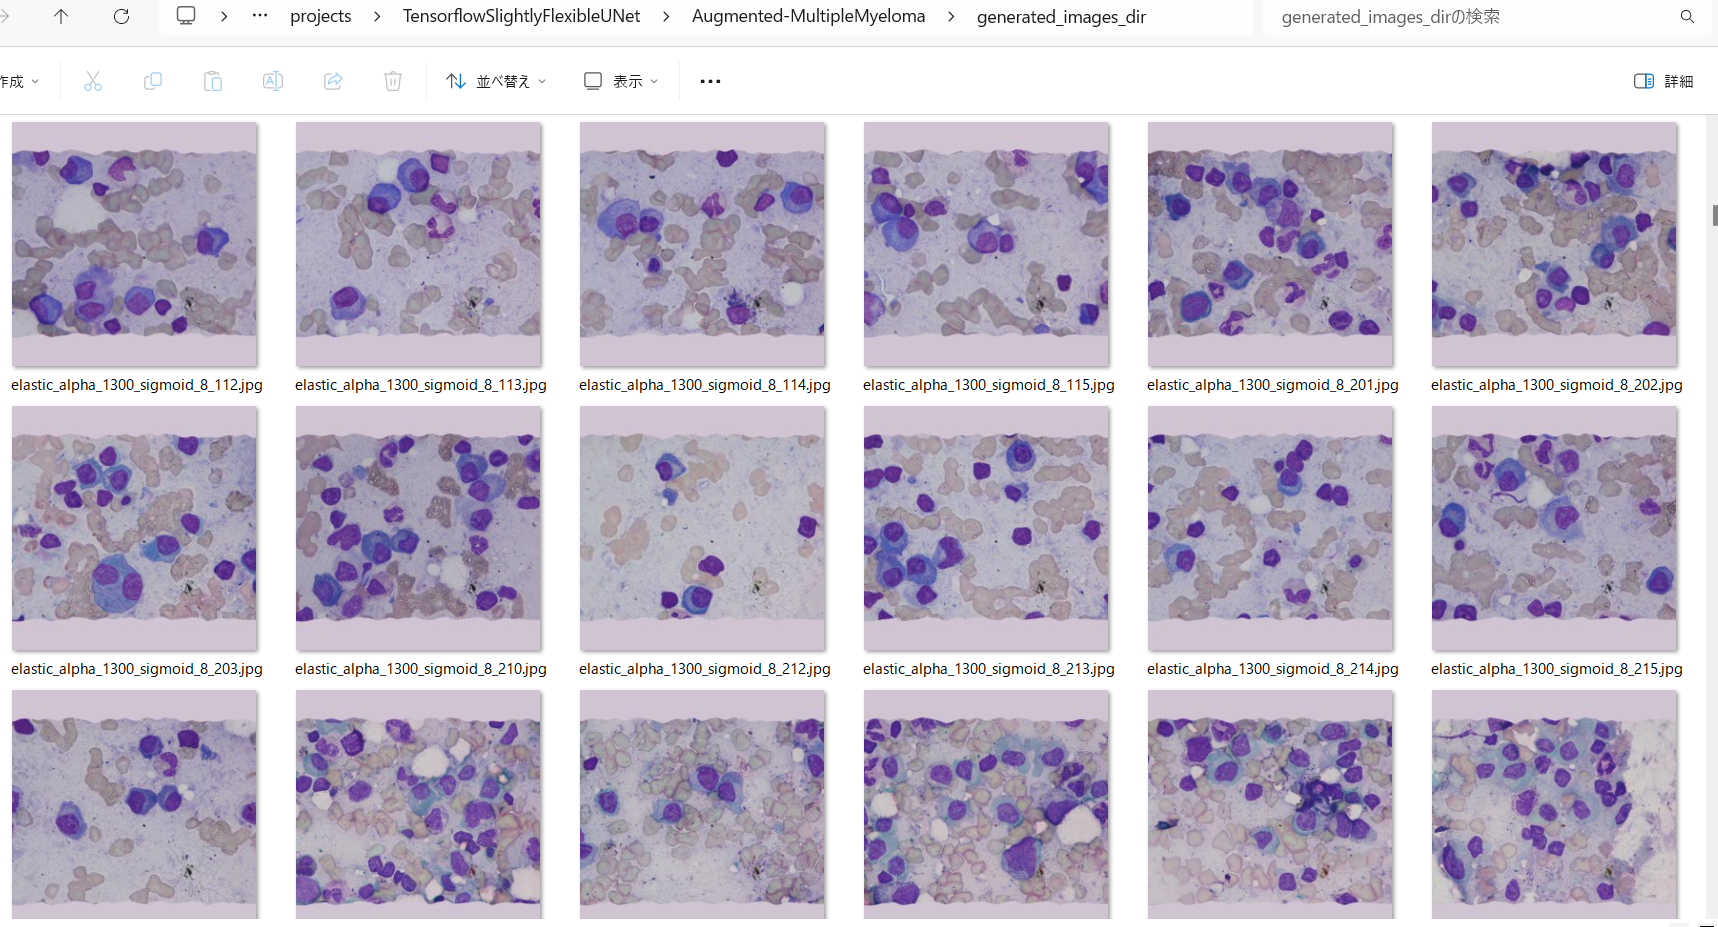 projects > TensorflowSlightlyFlexibleUNet > Augmented-MultipleMyeloma > generated_images_dir
generated_images_dirの検索
作成
並べ替え
表示
詳細
elastic_alpha_1300_sigmoid_8_112.jpg
elastic_alpha_1300_sigmoid_8_113.jpg
elastic_alpha_1300_sigmoid_8_114.jpg
elastic_alpha_1300_sigmoid_8_115.jpg
elastic_alpha_1300_sigmoid_8_201.jpg
elastic_alpha_1300_sigmoid_8_202.jpg
elastic_alpha_1300_sigmoid_8_203.jpg
elastic_alpha_1300_sigmoid_8_210.jpg
elastic_alpha_1300_sigmoid_8_212.jpg
elastic_alpha_1300_sigmoid_8_213.jpg
elastic_alpha_1300_sigmoid_8_214.jpg
elastic_alpha_1300_sigmoid_8_215.jpg